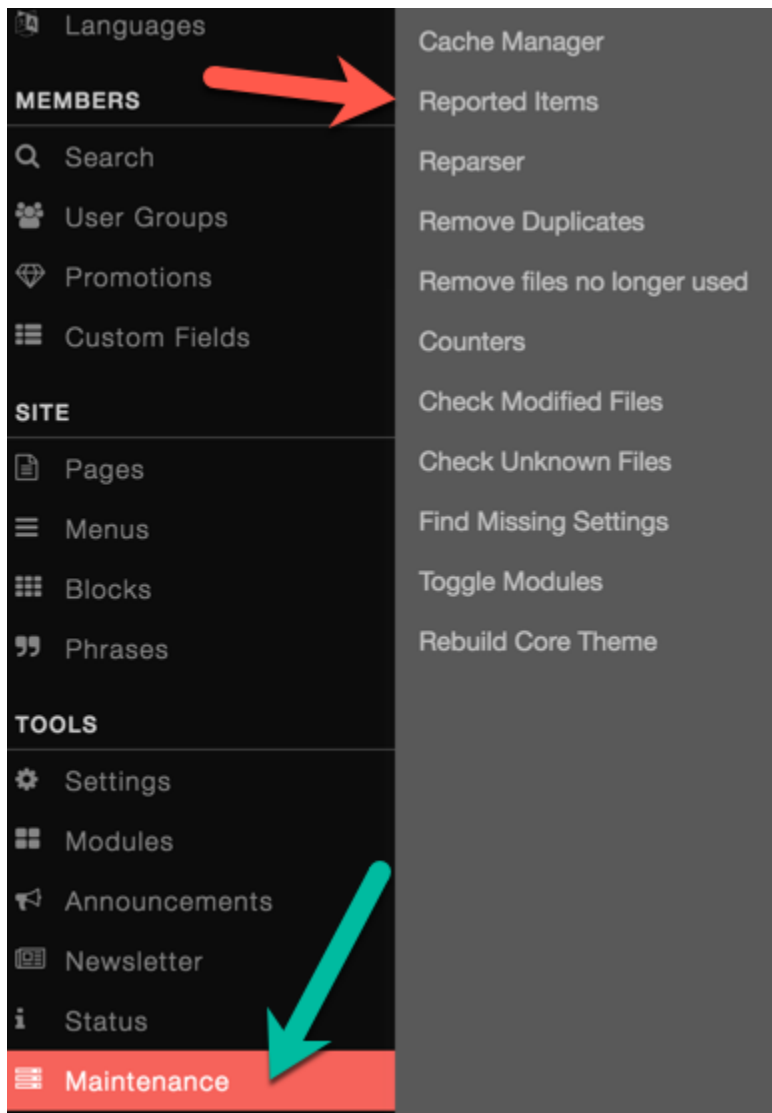 Languages
MEMBERS
Search
User Groups
Promotions
Custom Fields
SITE
Pages
Menus
Blocks
Phrases
TOOLS
Settings
Modules
Announcements
Newsletter
Status
Maintenance
Cache Manager
Reported Items
Reparser
Remove Duplicates
Remove files no longer used
Counters
Check Modified Files
Check Unknown Files
Find Missing Settings
Toggle Modules
Rebuild Core Theme